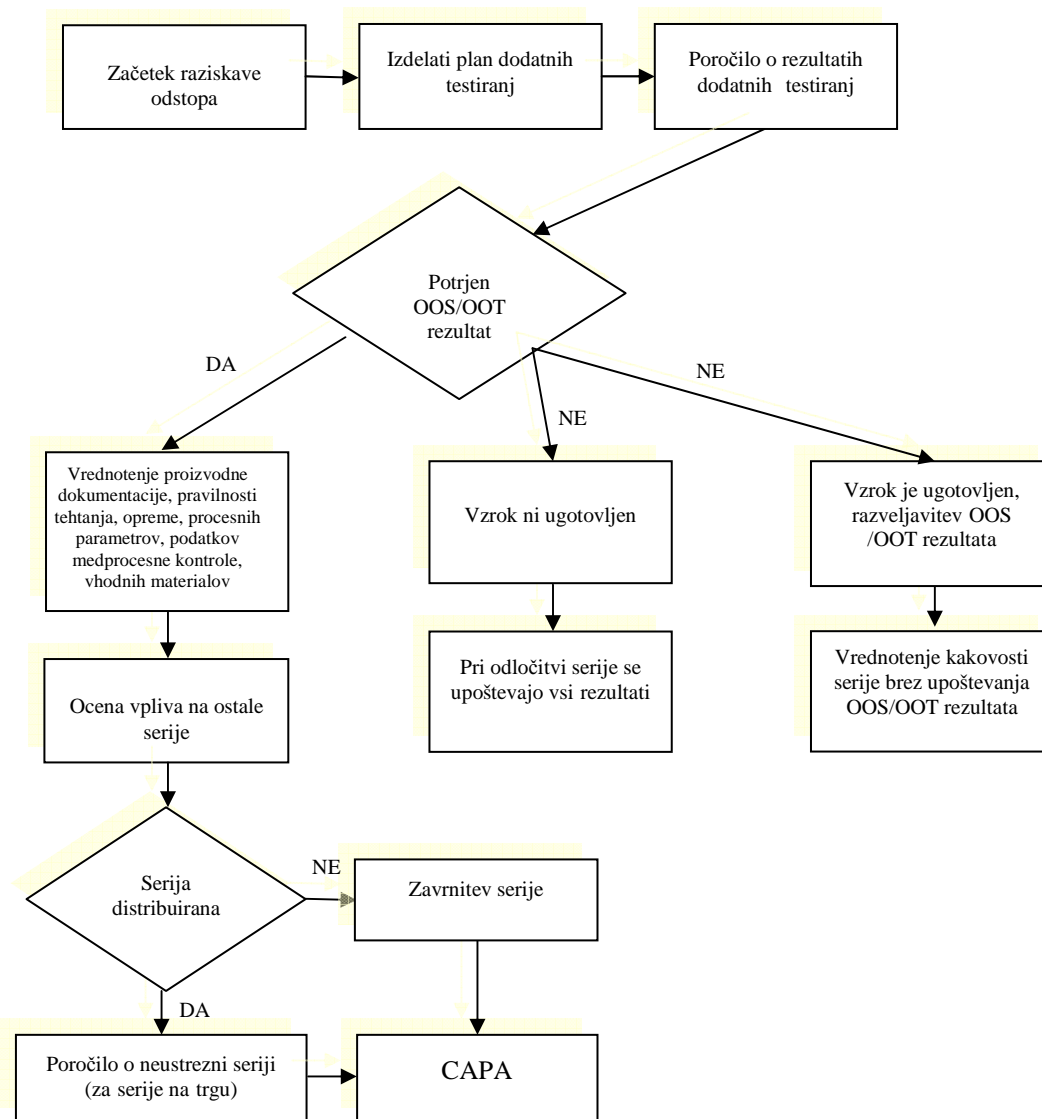 Začetek raziskave
odstopa
Izdelati plan dodatnih
testiranj
Poročilo o rezultatih
dodatnih testiranj
Potrjen
OOS/OOT
rezultat
DA
NE
NE
Vrednotenje proizvodne
dokumentacije, pravilnosti
tehtanja, opreme, procesnih
parametrov, podatkov
medprocesne kontrole,
vhodnih materialov
Vzrok ni ugotovljen
Vzrok je ugotovljen,
razveljavitev OOS
/OOT rezultata
Ocena vpliva na ostale
serije
Pri odločitvi serije se
upoštevajo vsi rezultati
Vrednotenje kakovosti
serije brez upoštevanja
OOS/OOT rezultata
Serija
distribuirana
NE
Zavrnitev serije
DA
Poročilo o neustrezni seriji
(za serije na trgu)
CAPA